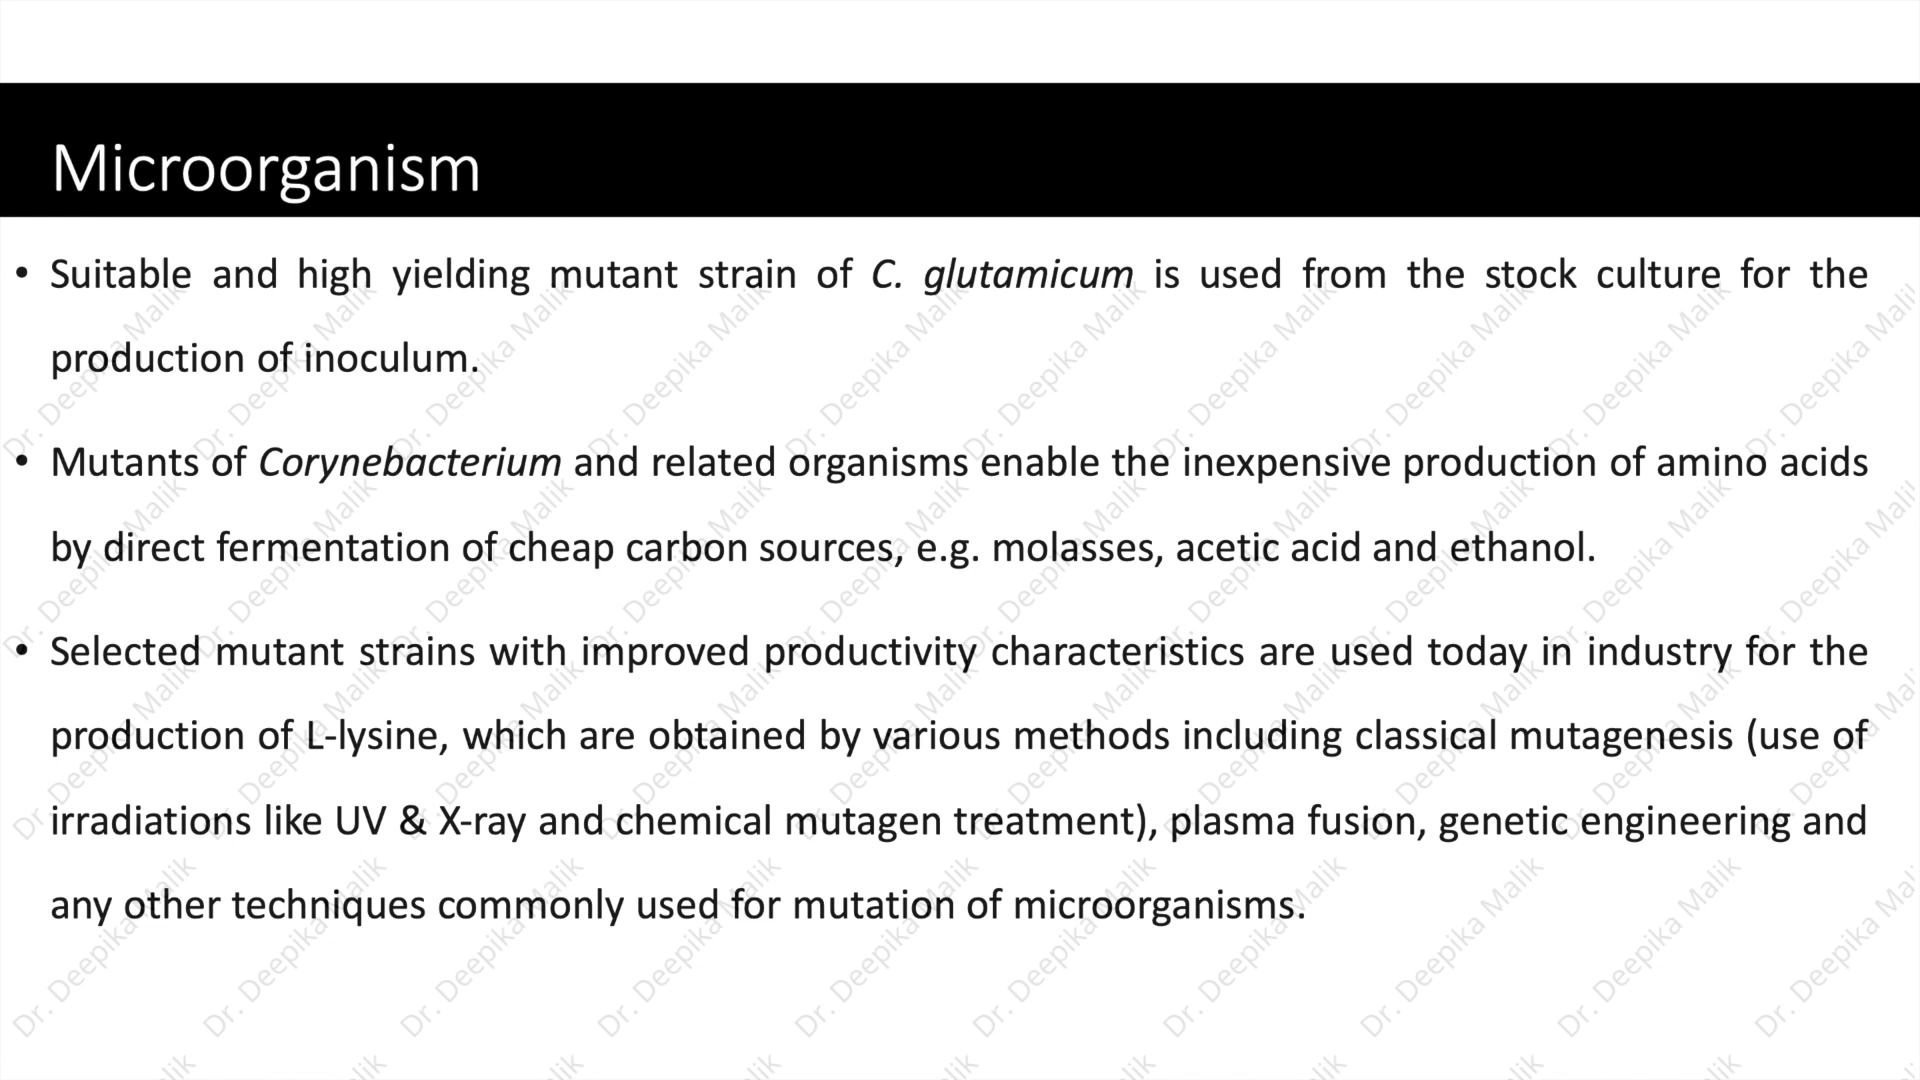 Microorganism
• Suitable and high yielding mutant strain of C. glutamicum is used from the stock culture for the
production of inoculum.
• Mutants of Corynebacterium and related organisms enable the inexpensive production of amino acids
by direct fermentation of cheap carbon sources, e.g. molasses, acetic acid and ethanol.
• Selected mutant strains with improved productivity characteristics are used today in industry for the
production of L-lysine, which are obtained by various methods including classical mutagenesis (use of
irradiations like UV & X-ray and chemical mutagen treatment), plasma fusion, genetic engineering and
any other techniques commonly used for mutation of microorganisms.
Dr. Deepika Malik